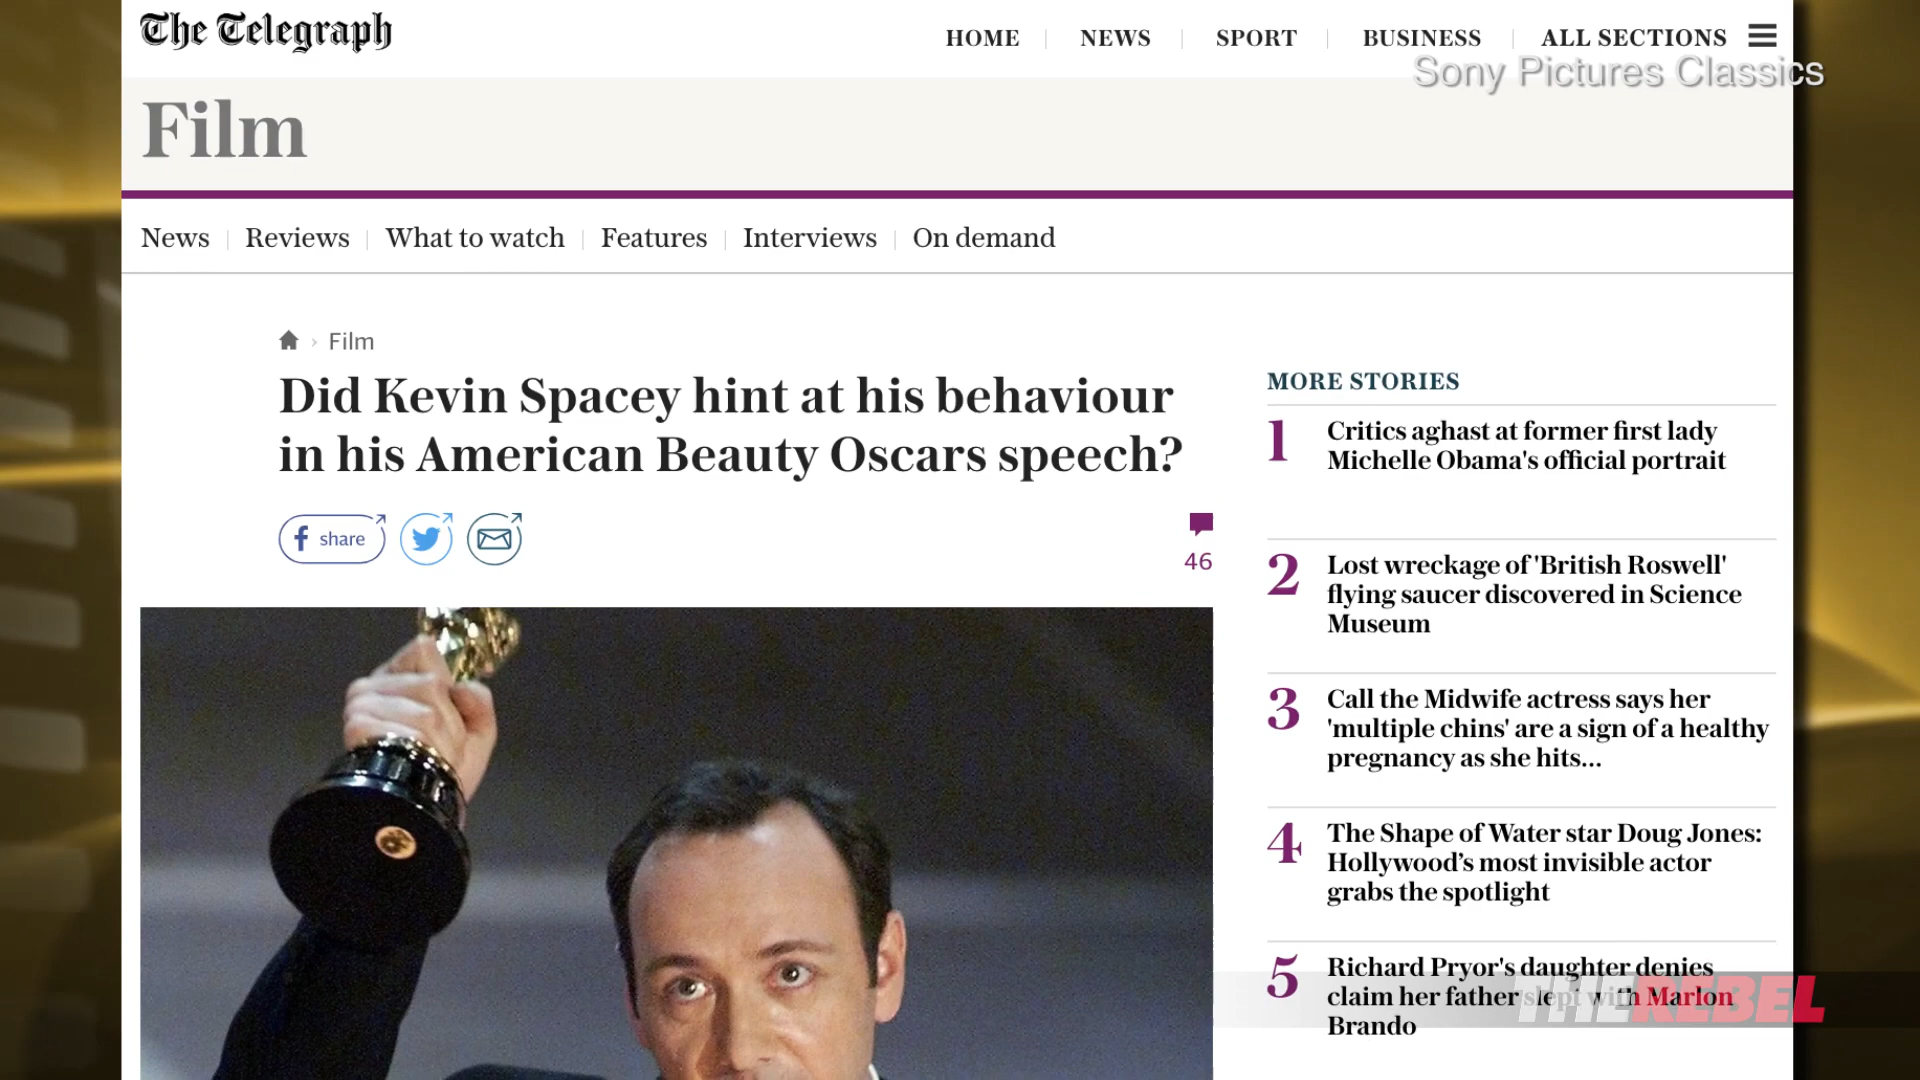 The Telegraph
HOME NEWS SPORT BUSINESS ALL SECTIONS
Sony Pictures Classics
Film
News Reviews What to watch Features Interviews On demand
Film
Did Kevin Spacey hint at his behaviour
in his American Beauty Oscars speech?
share
46
MORE STORIES
1 Critics aghast at former first lady
Michelle Obama's official portrait
2 Lost wreckage of 'British Roswell'
flying saucer discovered in Science
Museum
3 Call the Midwife actress says her
'multiple chins' are a sign of a healthy
pregnancy as she hits...
4 The Shape of Water star Doug Jones:
Hollywood's most invisible actor
grabs the spotlight
5 Richard Pryor's daughter denies
claim her father slept with Marlon
Brando
THE REBEL